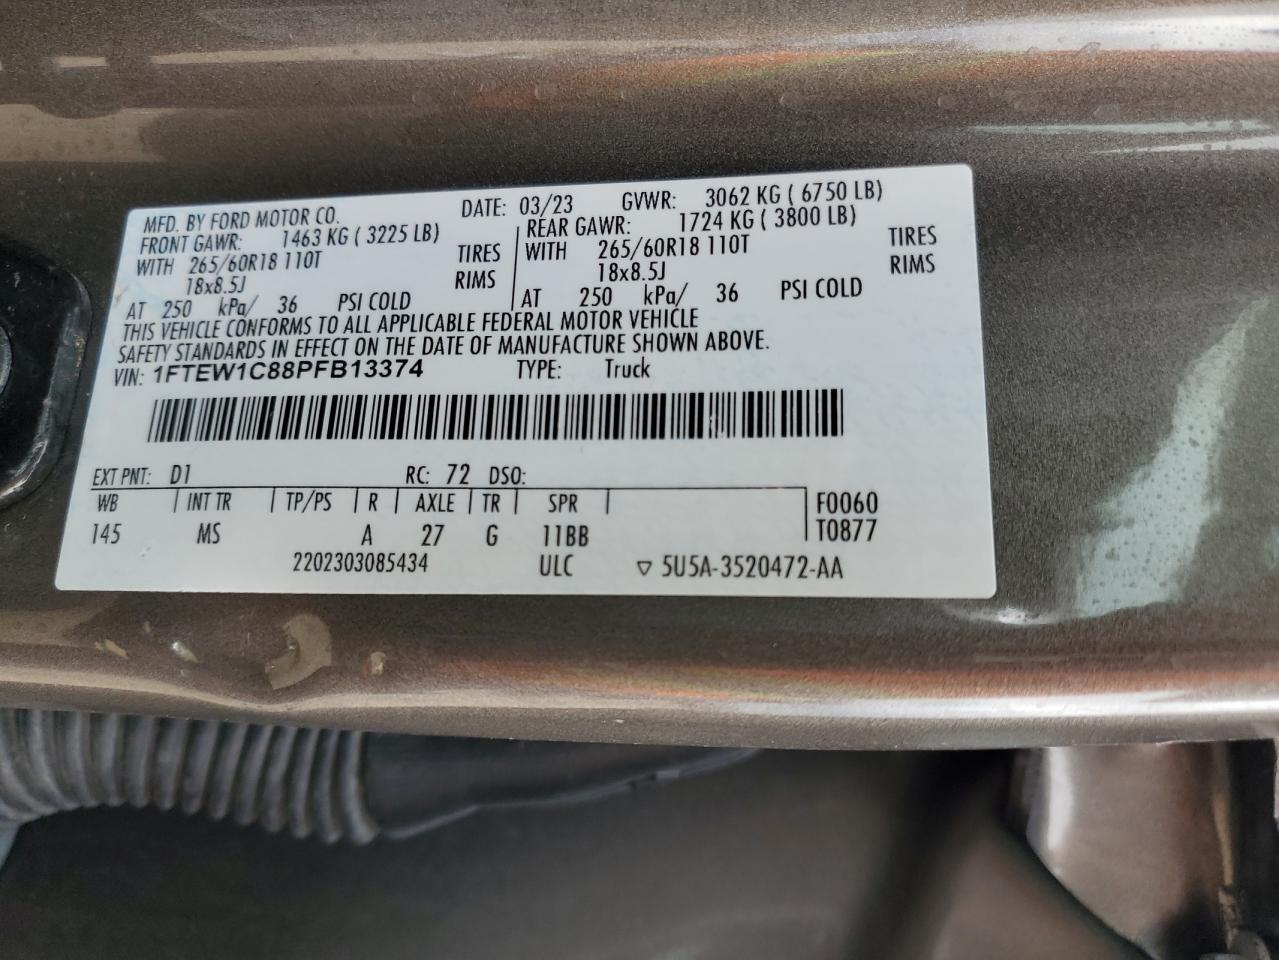 MFD. BY FORD MOTOR CO. DATE: 03/23 GVWR: 3062 KG ( 6750 LB)
FRONT GAWR: 1463 KG ( 3225 LB) REAR GAWR: 1724 KG ( 3800 LB)
WITH 265/60R18 110T TIRES WITH 265/60R18 110T TIRES
18x8.5J RIMS 18x8.5J RIMS
AT 250 kPa/ 36 PSI COLD AT 250 kPa/ 36 PSI COLD
THIS VEHICLE CONFORMS TO ALL APPLICABLE FEDERAL MOTOR VEHICLE
SAFETY STANDARDS IN EFFECT ON THE DATE OF MANUFACTURE SHOWN ABOVE.
VIN: 1FTEW1C88PFB13374 TYPE: Truck
EXT PNT: D1 RC: 72 DSO:
WB INT TR TP/PS R AXLE TR SPR F0060
145 MS A 27 G 11BB T0877
2202303085434 ULC ▽ 5U5A-3520472-AA